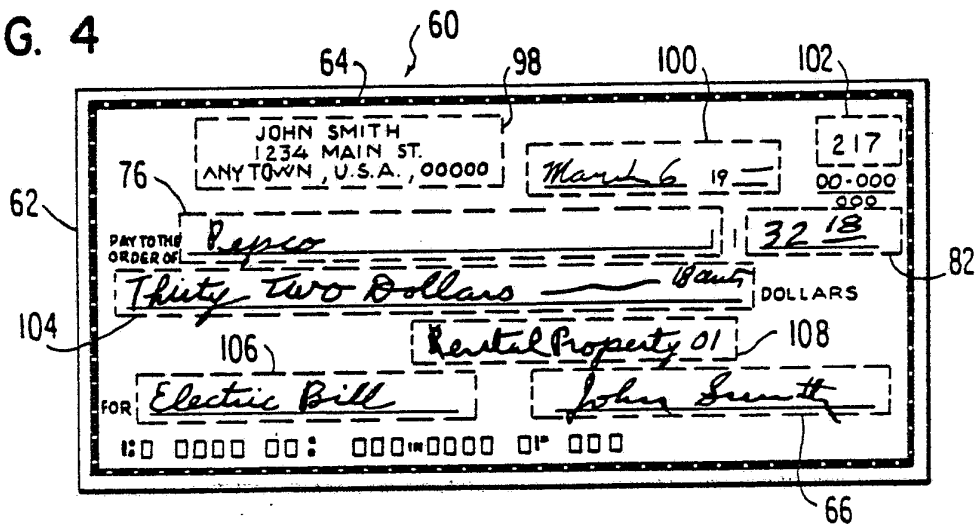 G. 4
60
64
98
100
102
JOHN SMITH
1234 MAIN ST.
ANYTOWN, U.S.A., 00000
March 6 19
217
00-000
000
76
62
PAY TO THE
ORDER OF
Pepco
32 18
82
Thirty Two Dollars 18 cents
DOLLARS
104
Rental Property 01
108
106
FOR
Electric Bill
John Smith
66